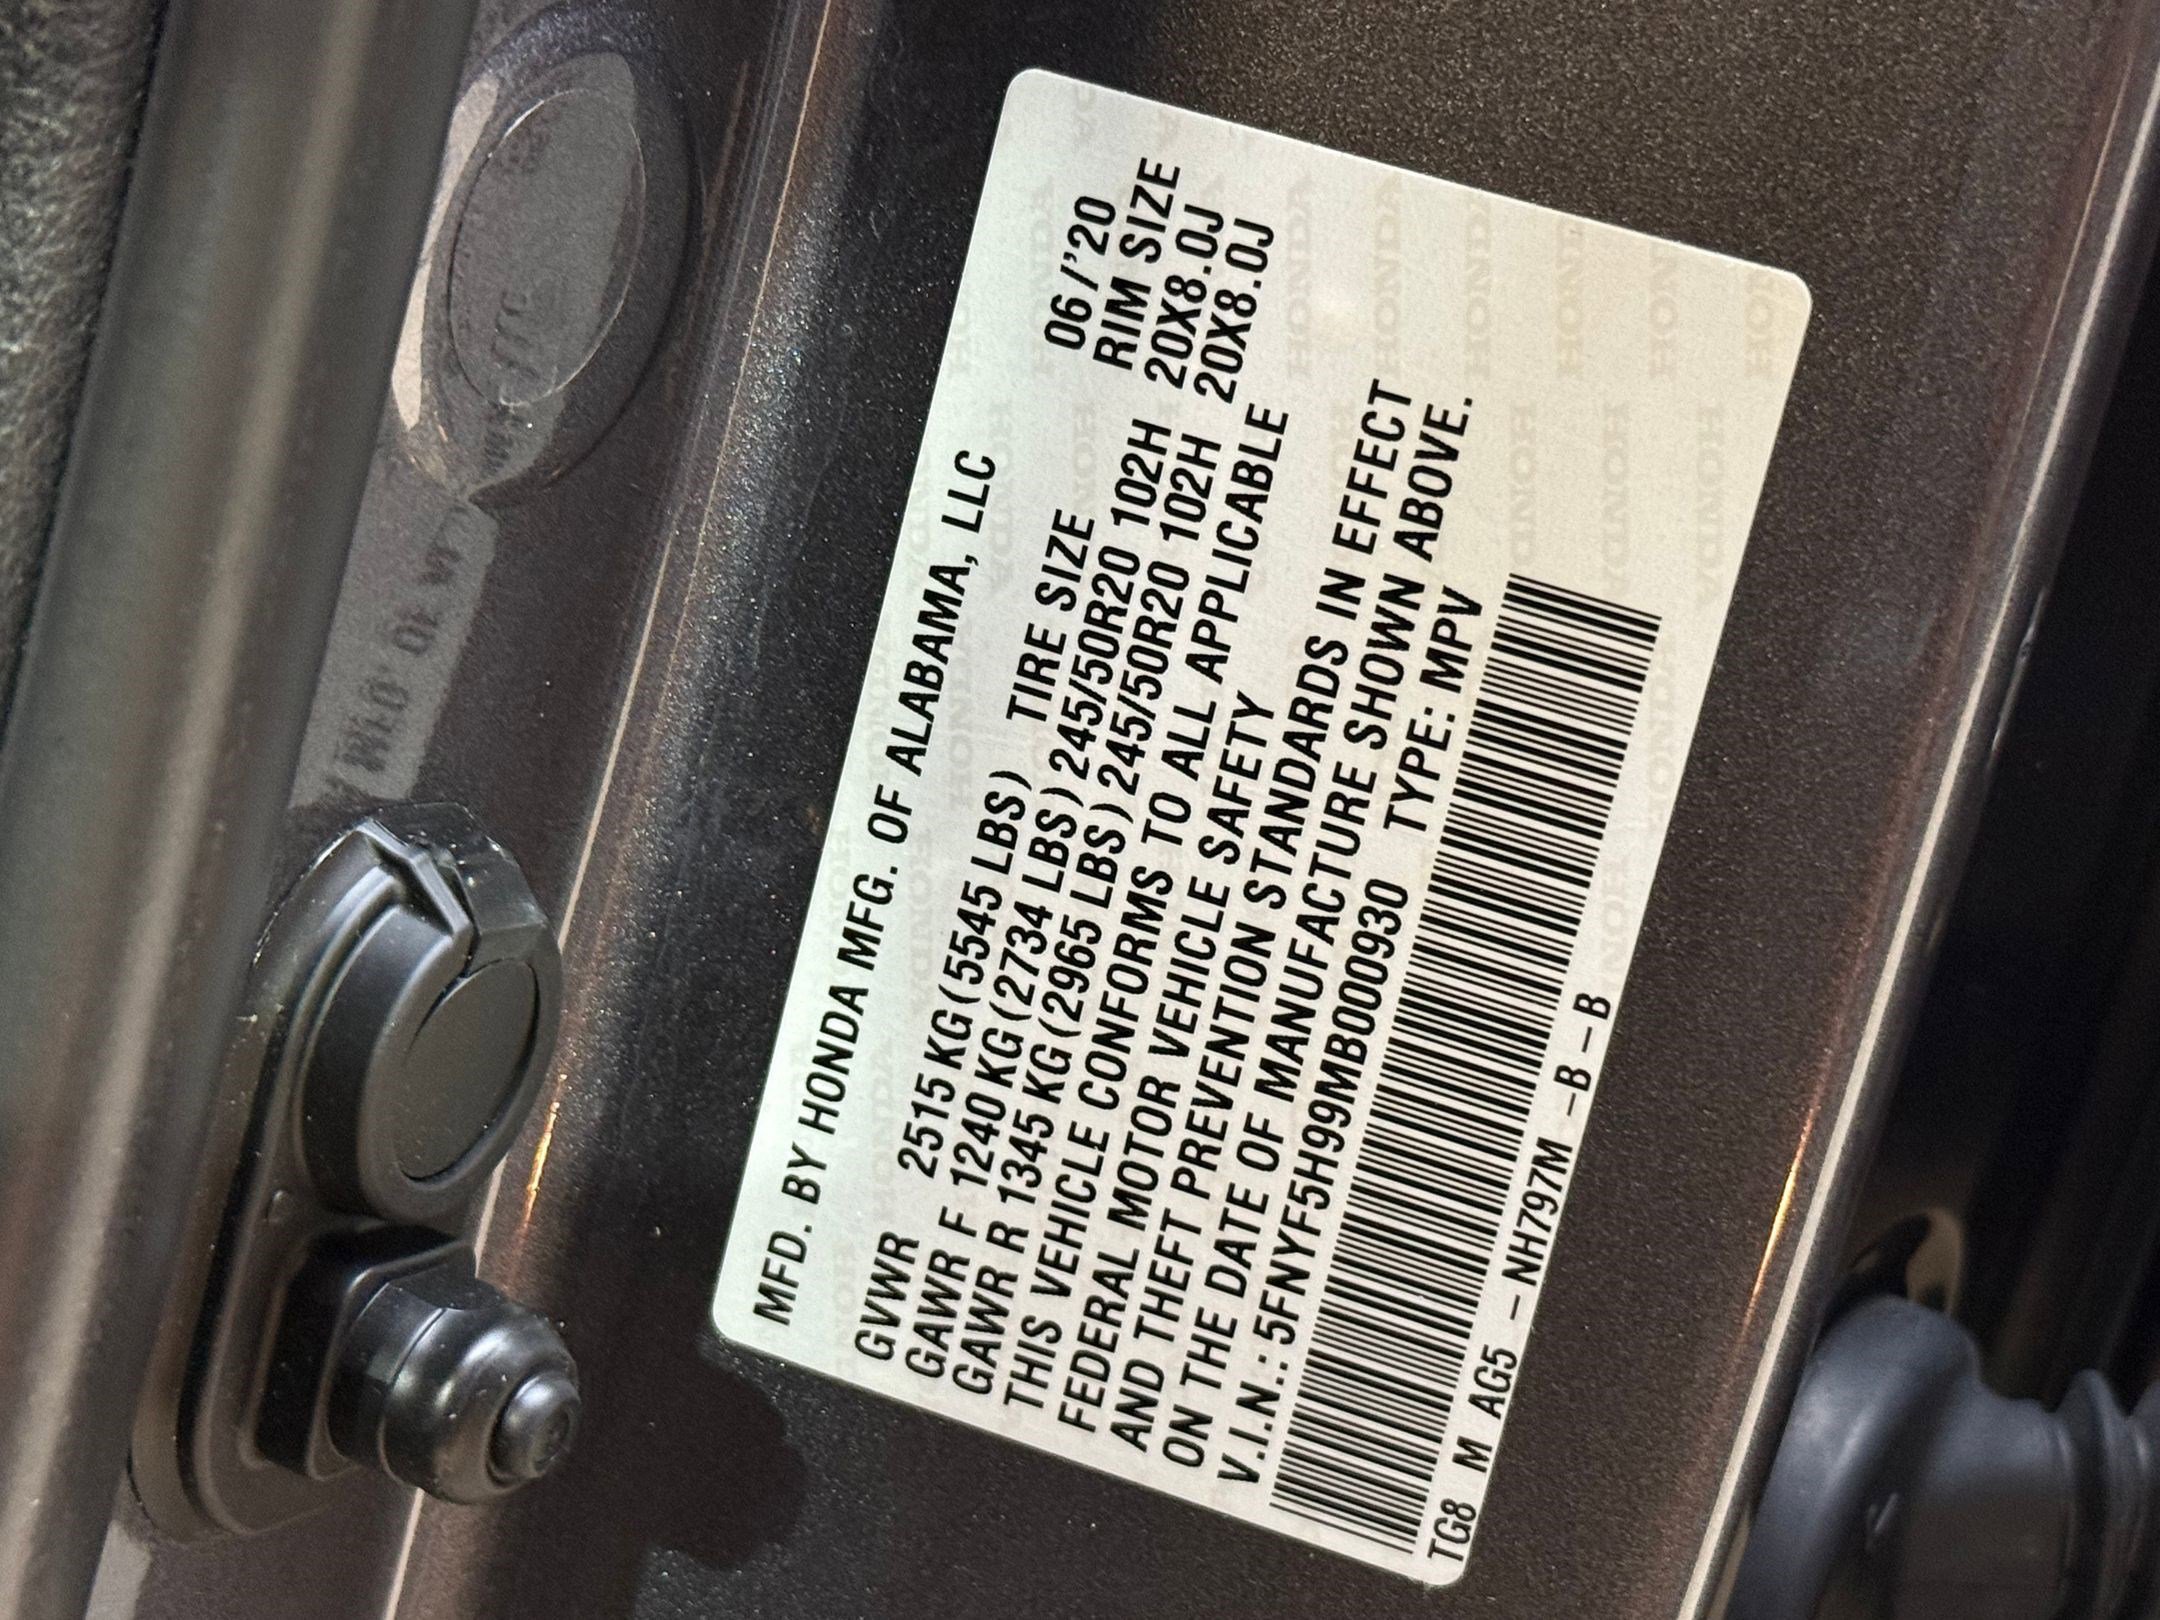 MFD. BY HONDA MFG. OF ALABAMA, LLC 06/'20
GVWR 2515 KG(5545 LBS) TIRE SIZE RIM SIZE
GAWR F 1240 KG(2734 LBS) 245/50R20 102H 20X8.0J
GAWR R 1345 KG(2965 LBS) 245/50R20 102H 20X8.0J
THIS VEHICLE CONFORMS TO ALL APPLICABLE
FEDERAL MOTOR VEHICLE SAFETY
AND THEFT PREVENTION STANDARDS IN EFFECT
ON THE DATE OF MANUFACTURE SHOWN ABOVE.
V.I.N.: 5FNYF5H99MB000930 TYPE: MPV
TG8 M AG5 – NH797M –B – B